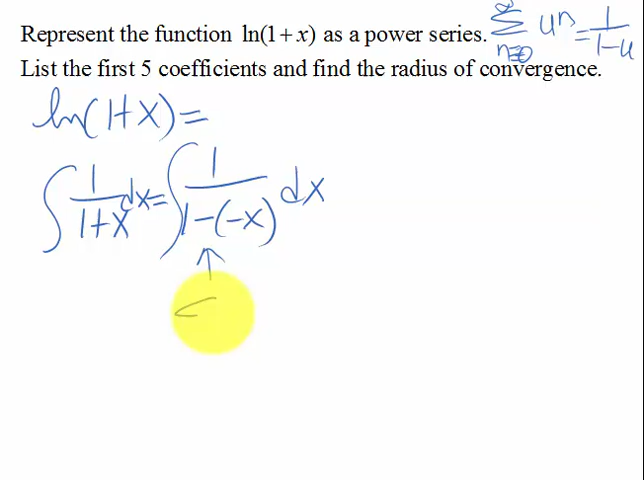 Represent the function ln(1+x) as a power series.
∑_{n=0}^{∞} u^n = 1/(1-u)
List the first 5 coefficients and find the radius of convergence.
ln(1+x) =
∫ 1/(1+x) dx = ∫ 1/(1-(-x)) dx